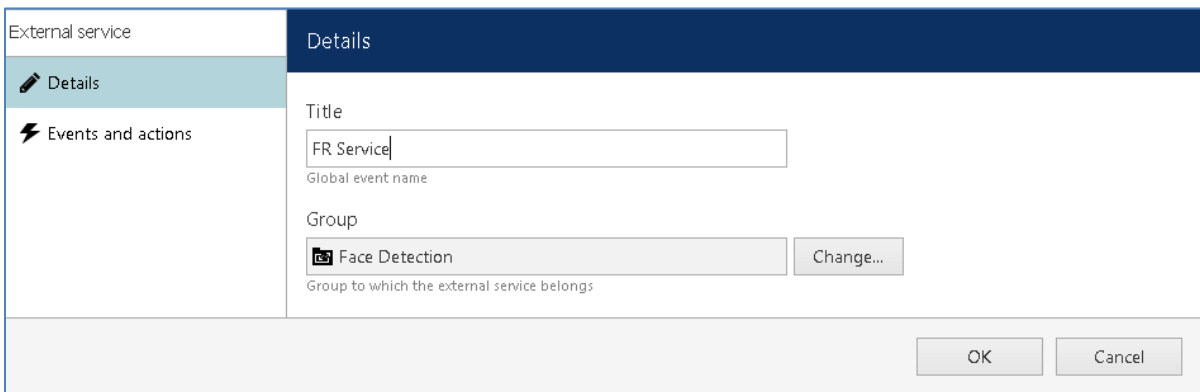 External service
Details
Details
Events and actions
Title
FR Service
Global event name
Group
Face Detection
Change...
Group to which the external service belongs
OK
Cancel